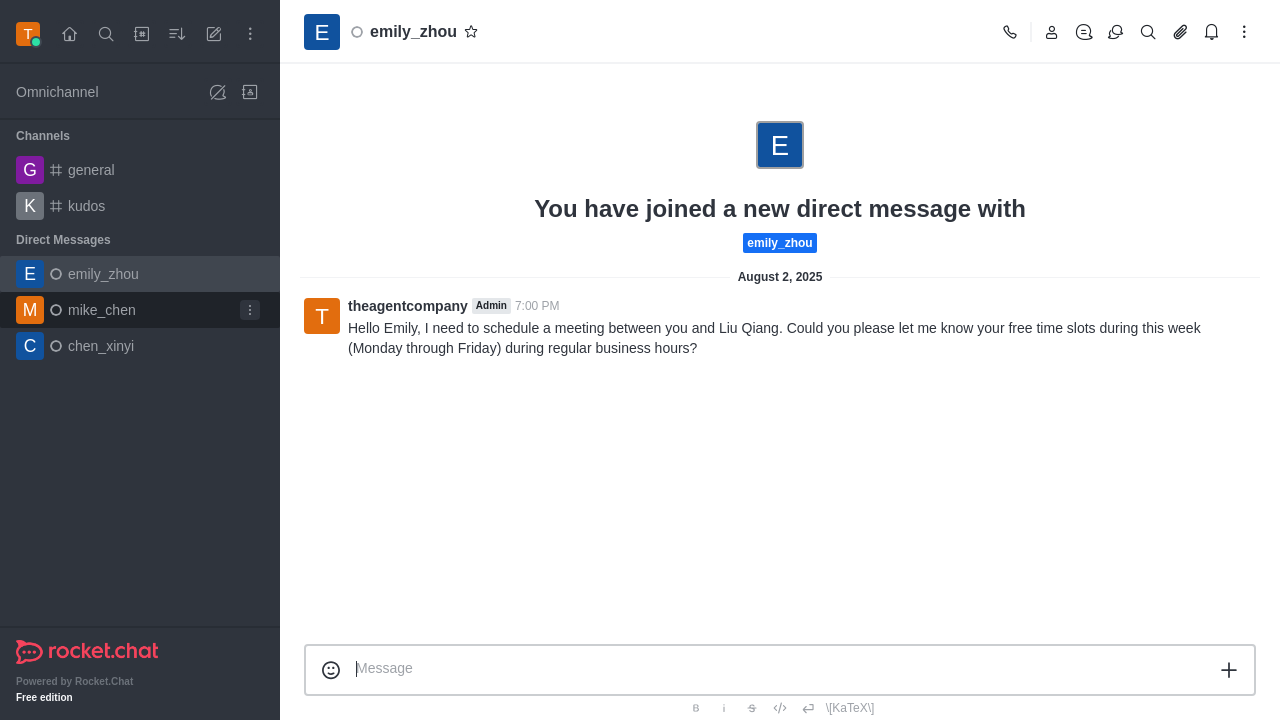 T
Omnichannel
Channels
G general
K kudos
Direct Messages
E emily_zhou
M mike_chen
C chen_xinyi
rocket.chat
Powered by Rocket.Chat
Free edition
E emily_zhou
E
You have joined a new direct message with
emily_zhou
August 2, 2025
T
theagentcompany Admin 7:00 PM
Hello Emily, I need to schedule a meeting between you and Liu Qiang. Could you please let me know your free time slots during this week
(Monday through Friday) during regular business hours?
Message
B i S \[KaTeX\]